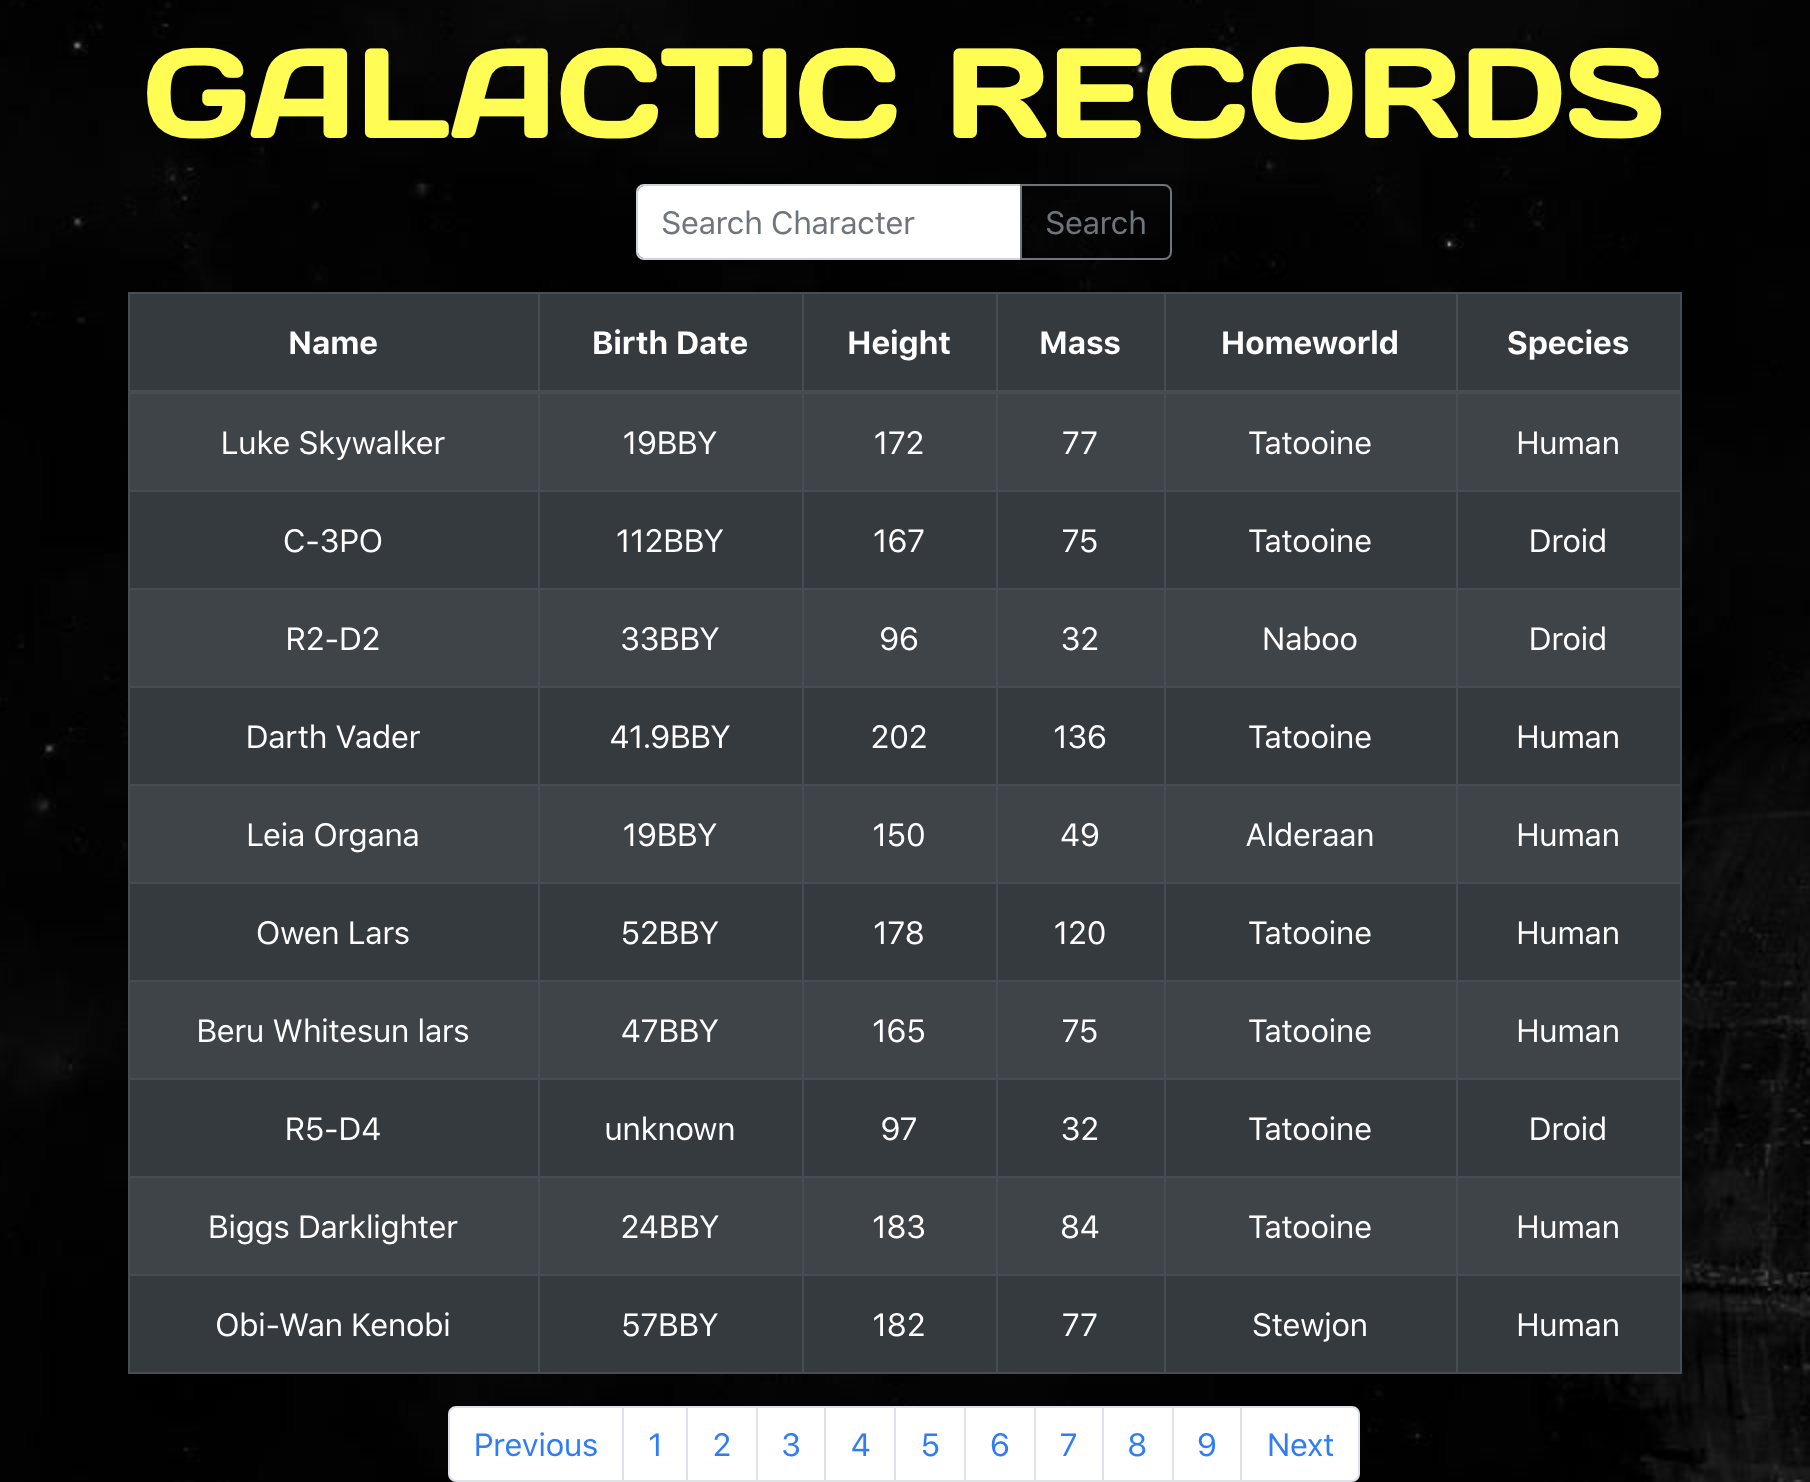 GALACTIC RECORDS
Search Character Search
Name Birth Date Height Mass Homeworld Species
Luke Skywalker 19BBY 172 77 Tatooine Human
C-3PO 112BBY 167 75 Tatooine Droid
R2-D2 33BBY 96 32 Naboo Droid
Darth Vader 41.9BBY 202 136 Tatooine Human
Leia Organa 19BBY 150 49 Alderaan Human
Owen Lars 52BBY 178 120 Tatooine Human
Beru Whitesun lars 47BBY 165 75 Tatooine Human
R5-D4 unknown 97 32 Tatooine Droid
Biggs Darklighter 24BBY 183 84 Tatooine Human
Obi-Wan Kenobi 57BBY 182 77 Stewjon Human
Previous 1 2 3 4 5 6 7 8 9 Next